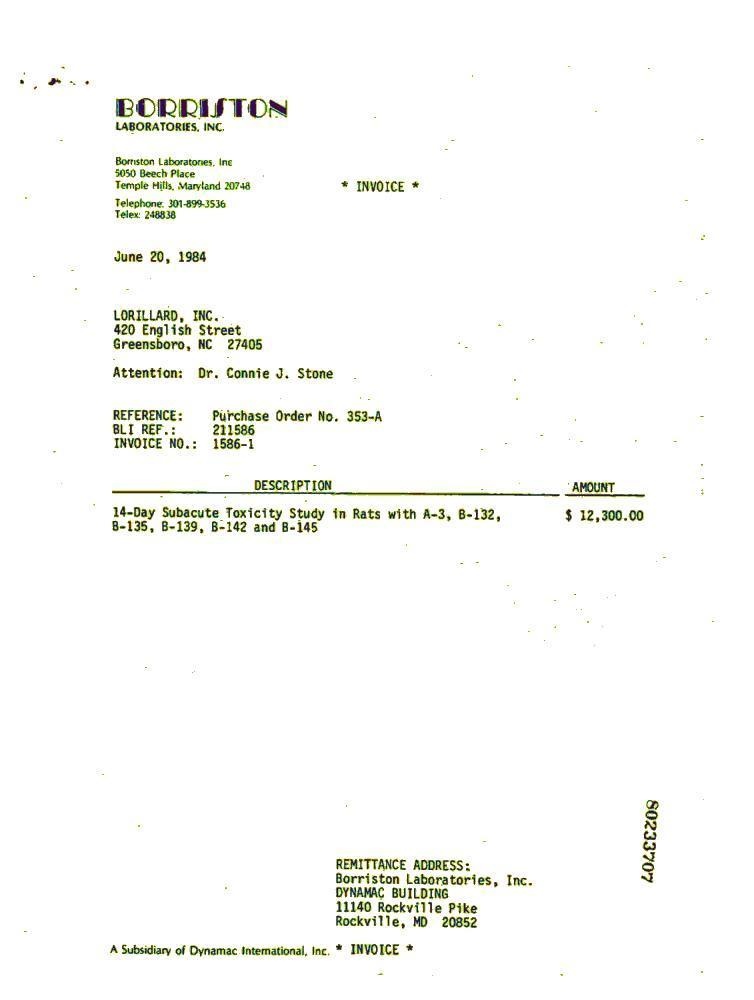 BORRISTON
LABORATORIES, INC.
Borriston Laboratories, Inc
5050 Beech Place
Temple Hills, Maryland 20748
* INVOICE *
Telephone: 301-899-3536
Telex: 248838
June 20, 1984
LORILLARD, INC.
420 English Street
Greensboro, NC 27405
Attention: Dr. Connie J. Stone
REFERENCE: Purchase Order No. 353-A
BLI REF.: 211586
INVOICE NO.: 1586-1
DESCRIPTION AMOUNT
14-Day Subacute Toxicity Study in Rats with A-3, B-132, $ 12,300.00
B-135, B-139, B-142 and B-145
80233707
REMITTANCE ADDRESS:
Borriston Laboratories, Inc.
DYNAMAC BUILDING
11140 Rockville Pike
Rockville, MD 20852
A Subsidiary of Dynamac International, Inc. * INVOICE *